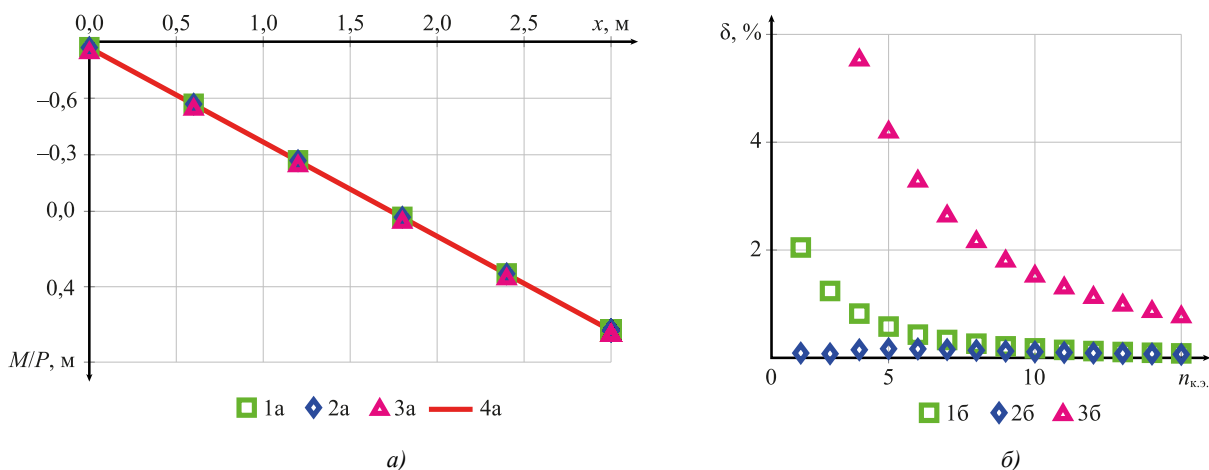 0,0 0,5 1,0 1,5 2,0 2,5 x, м
–0,6
–0,3
0,0
0,4
M/P, м
1а 2а 3а 4а
а)
δ, %
4
2
0 5 10 nк.э.
1б 2б 3б
б)